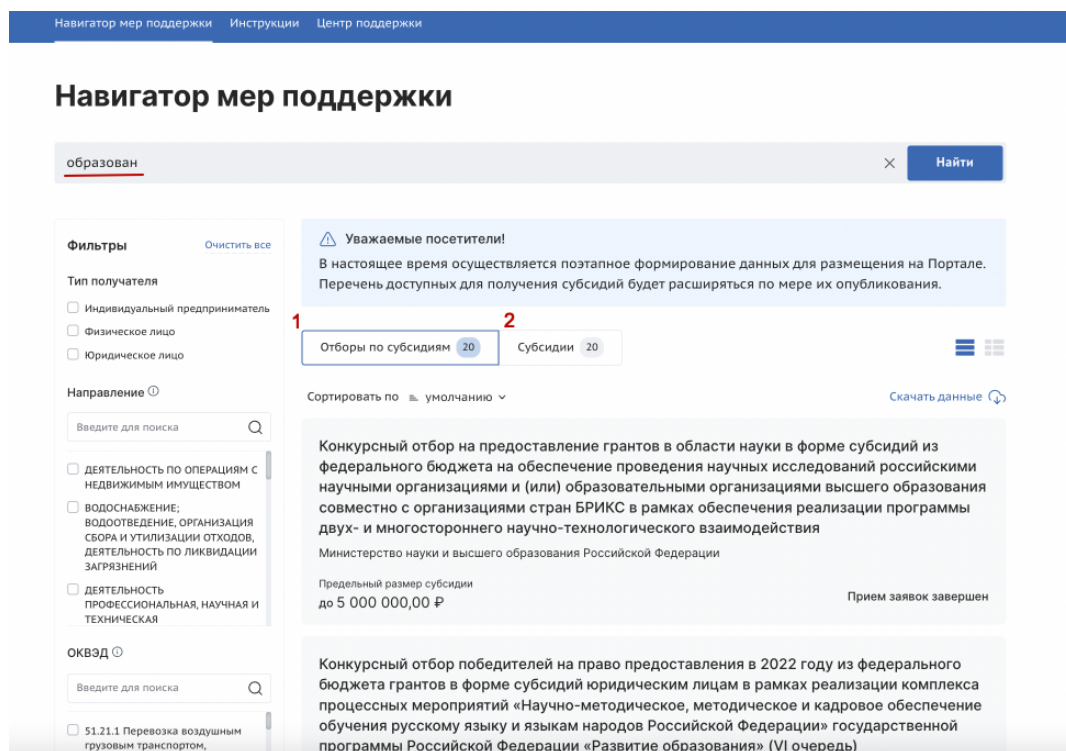 Навигатор мер поддержки Инструкции Центр поддержки
Навигатор мер поддержки
образован
Найти
Фильтры
Очистить все
Тип получателя
Индивидуальный предприниматель
Физическое лицо
Юридическое лицо
Направление
Введите для поиска
ДЕЯТЕЛЬНОСТЬ ПО ОПЕРАЦИЯМ С
НЕДВИЖИМЫМ ИМУЩЕСТВОМ
ВОДОСНАБЖЕНИЕ;
ВОДООТВЕДЕНИЕ, ОРГАНИЗАЦИЯ
СБОРА И УТИЛИЗАЦИИ ОТХОДОВ,
ДЕЯТЕЛЬНОСТЬ ПО ЛИКВИДАЦИИ
ЗАГРЯЗНЕНИЙ
ДЕЯТЕЛЬНОСТЬ
ПРОФЕССИОНАЛЬНАЯ, НАУЧНАЯ И
ТЕХНИЧЕСКАЯ
ОКВЭД
Введите для поиска
51.21.1 Перевозка воздушным
грузовым транспортом,
Уважаемые посетители!
В настоящее время осуществляется поэтапное формирование данных для размещения на Портале.
Перечень доступных для получения субсидий будет расширяться по мере их опубликования.
1
2
Отборы по субсидиям 20
Субсидии 20
Сортировать по умолчанию
Скачать данные
Конкурсный отбор на предоставление грантов в области науки в форме субсидий из
федерального бюджета на обеспечение проведения научных исследований российскими
научными организациями и (или) образовательными организациями высшего образования
совместно с организациями стран БРИКС в рамках обеспечения реализации программы
двух- и многостороннего научно-технологического взаимодействия
Министерство науки и высшего образования Российской Федерации
Предельный размер субсидии
до 5 000 000,00 ₽
Прием заявок завершен
Конкурсный отбор победителей на право предоставления в 2022 году из федерального
бюджета грантов в форме субсидий юридическим лицам в рамках реализации комплекса
процессных мероприятий «Научно-методическое, методическое и кадровое обеспечение
обучения русскому языку и языкам народов Российской Федерации» государственной
программы Российской Федерации «Развитие образования» (VI очередь)